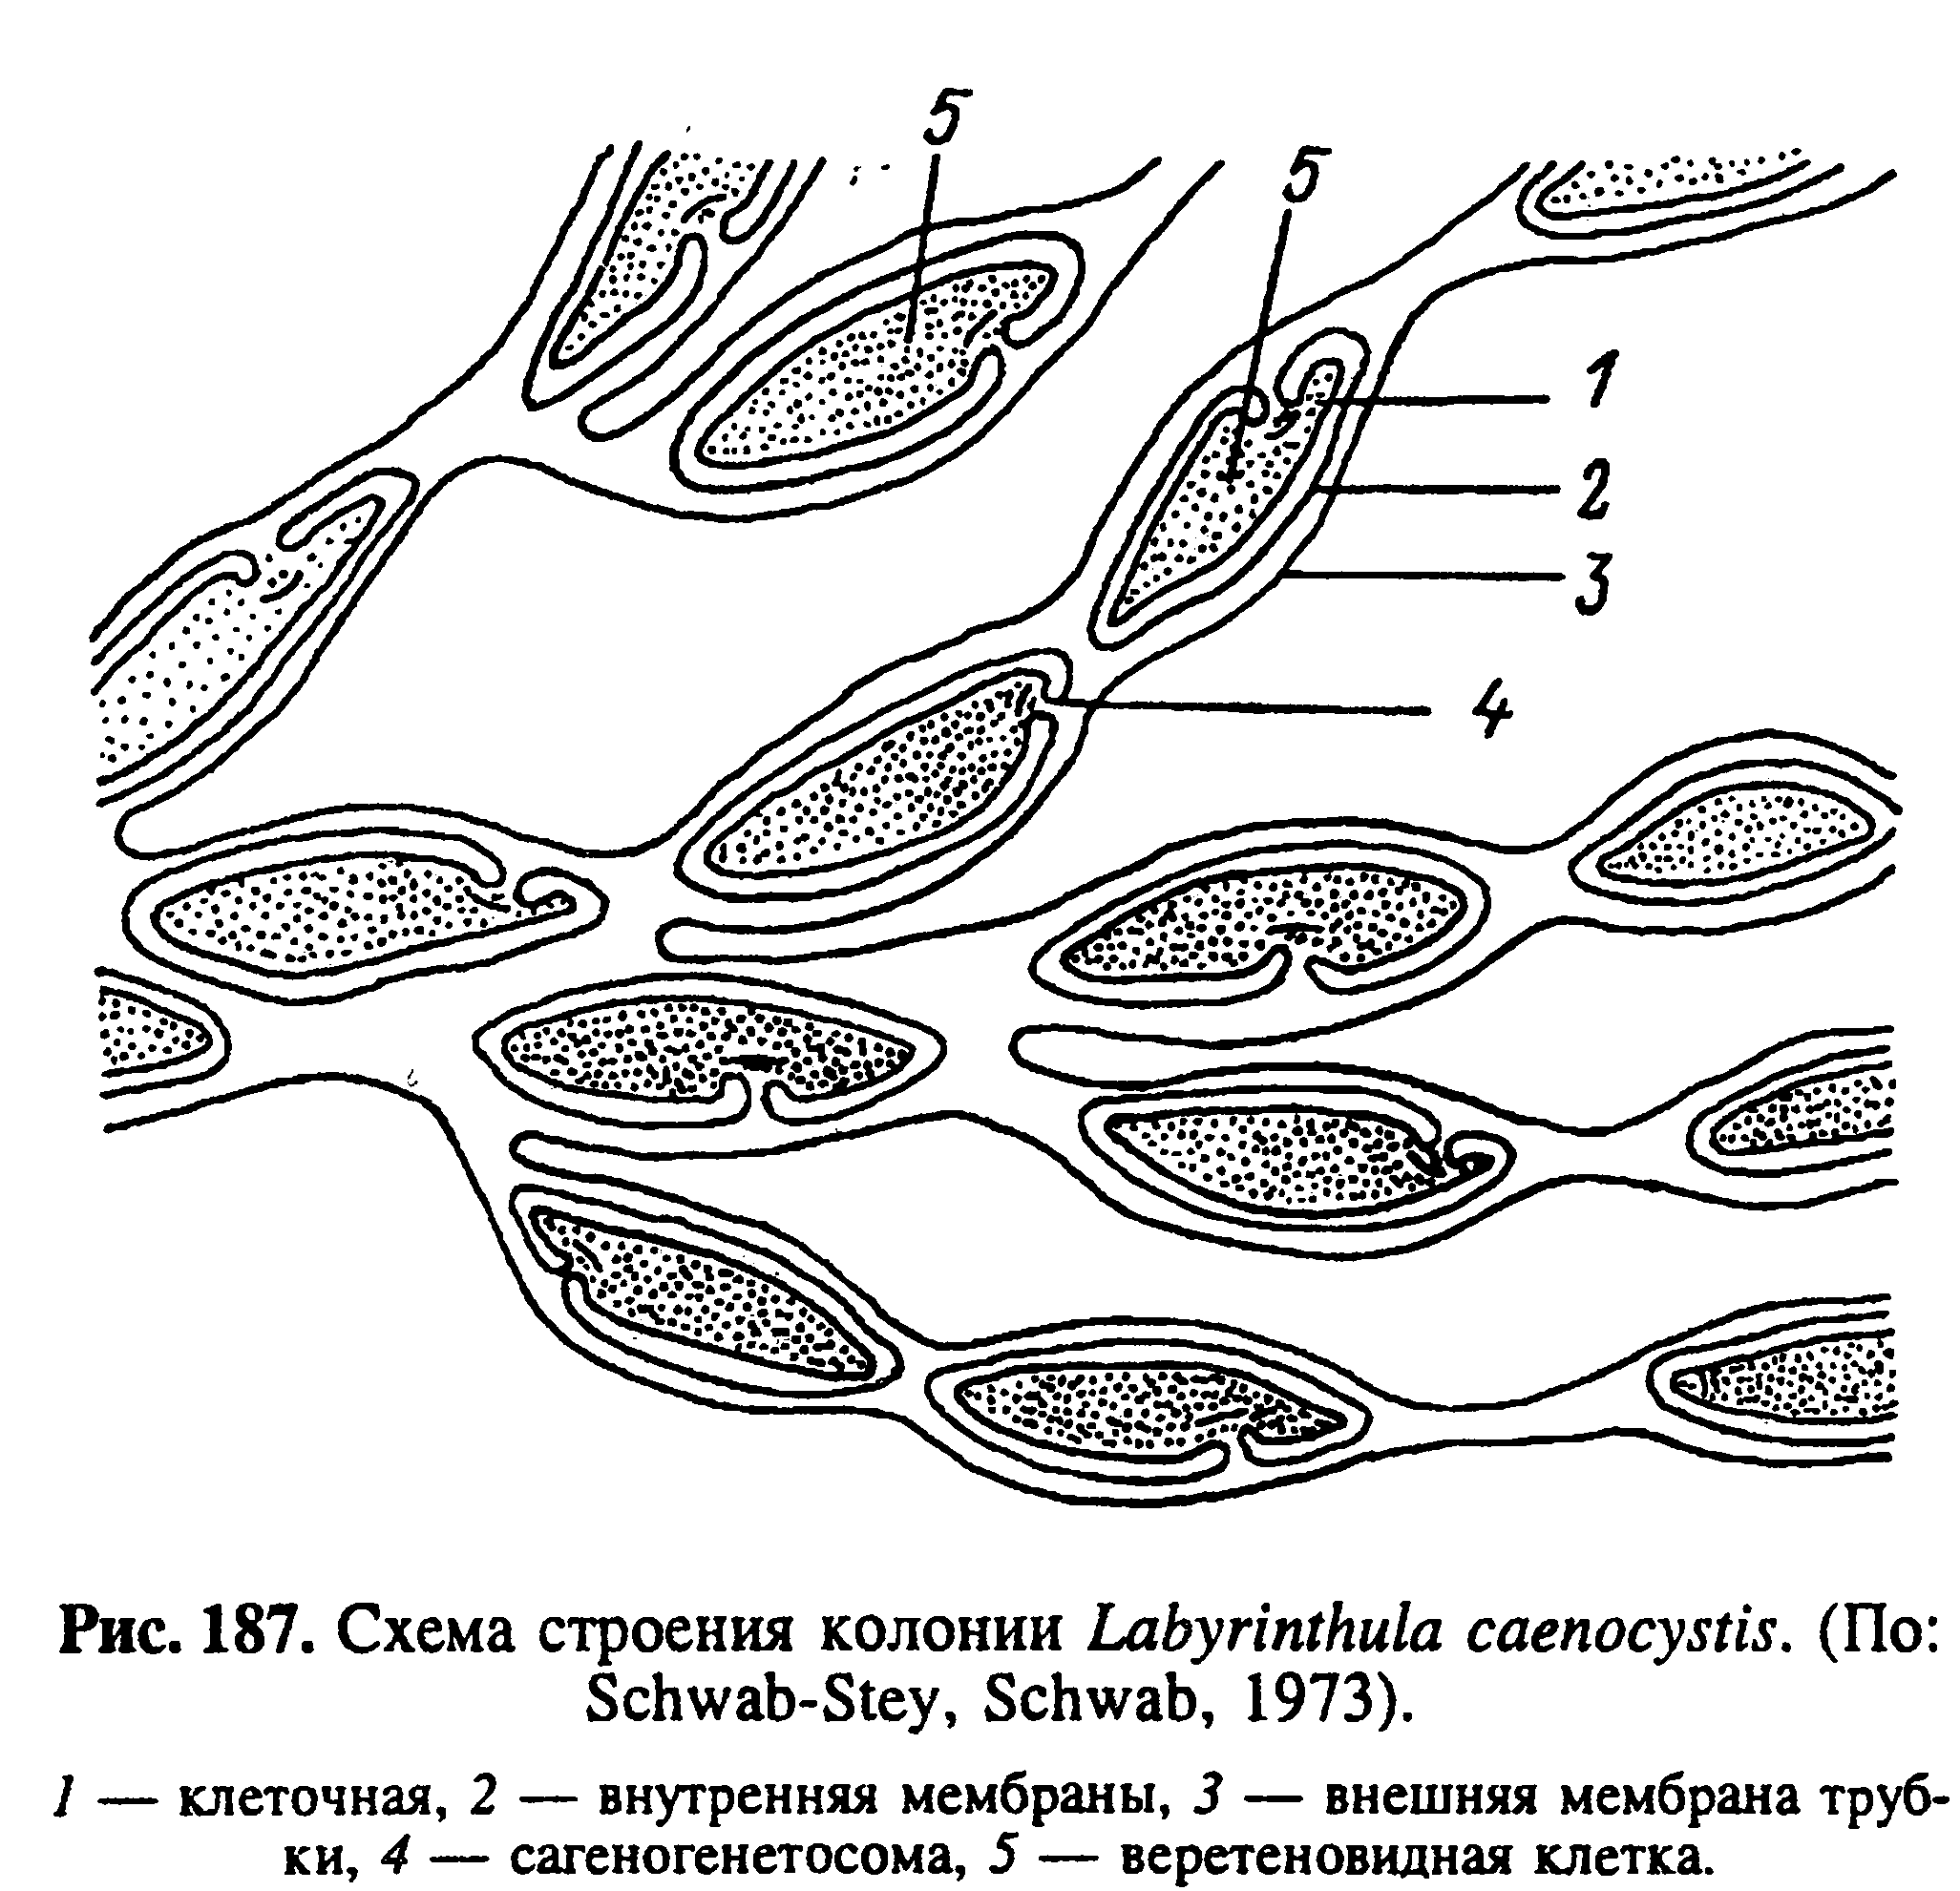 5
5
1
2
3
4
Рис. 187. Схема строения колонии Labyrinthula caenocystis. (По:
Schwab-Stey, Schwab, 1973).
1 — клеточная, 2 — внутренняя мембраны, 3 — внешняя мембрана труб-
ки, 4 — сагеногенетосома, 5 — веретеновидная клетка.